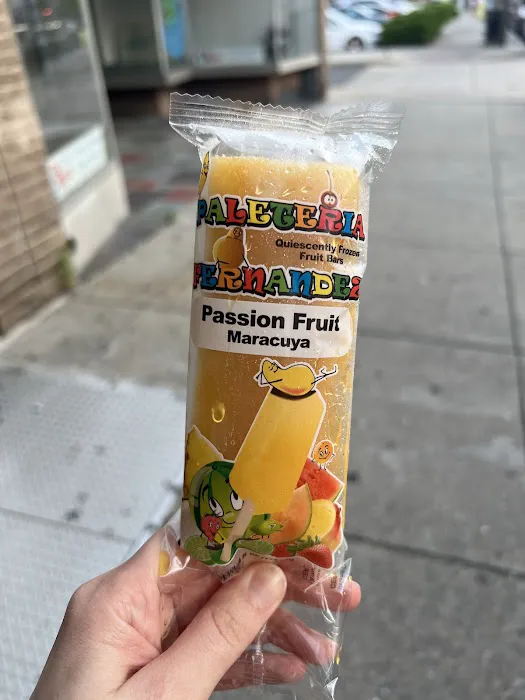 PALETERIA
Quiescently Frozen
Fruit Bars
FERNANDEZ
Passion Fruit
Maracuya